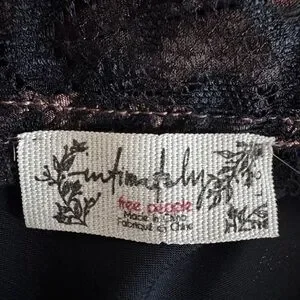 intimately
free people
Made in China
Fabriqué en Chine